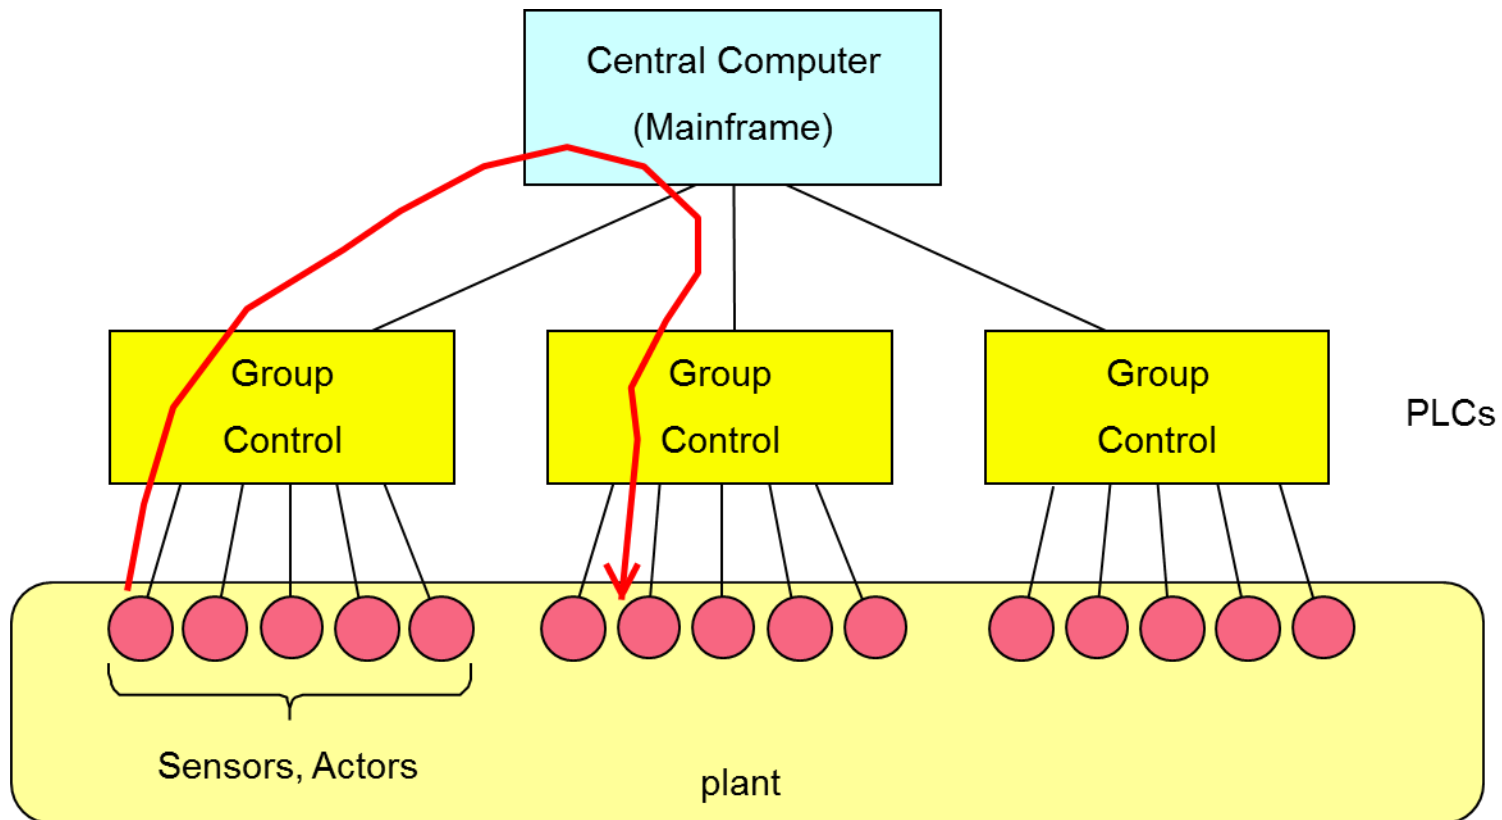 Central Computer
(Mainframe)
Group
Control
Group
Control
Group
Control
PLCs
Sensors, Actors
plant